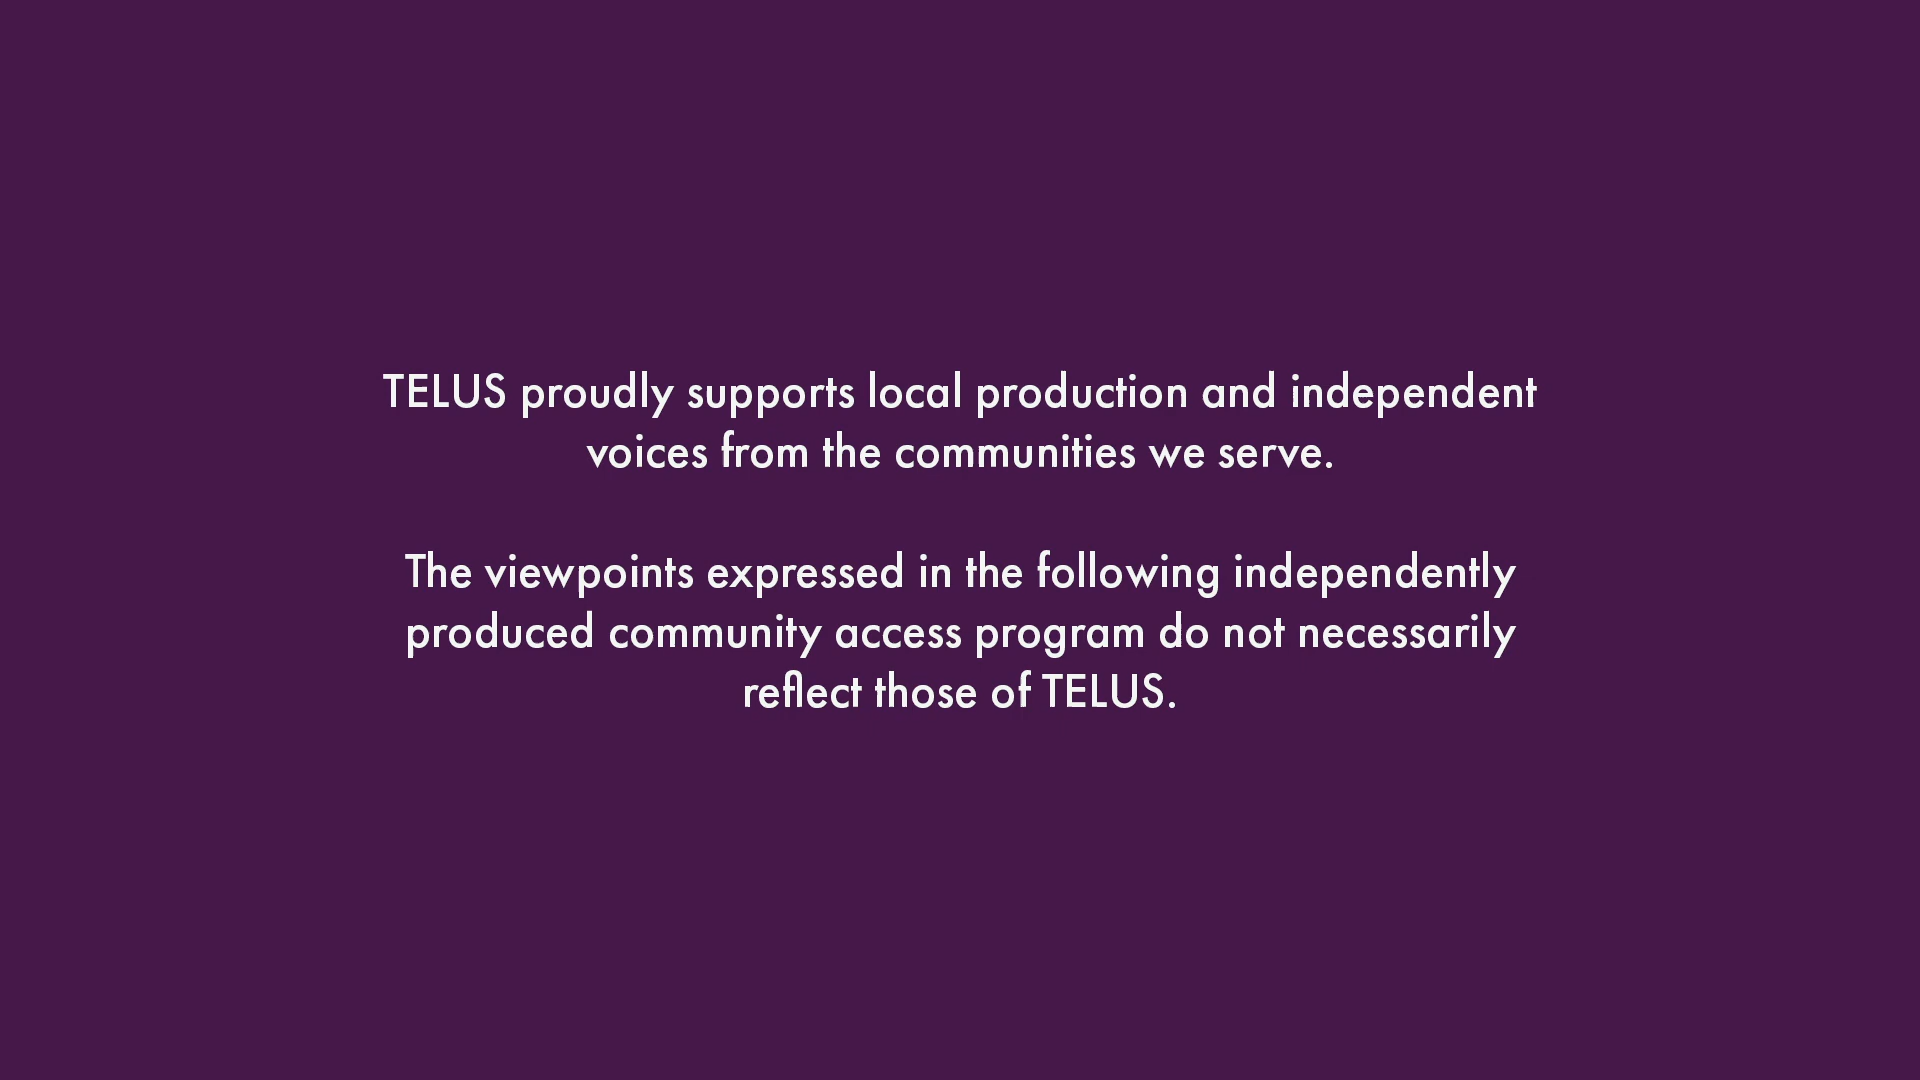 TELUS proudly supports local production and independent
voices from the communities we serve.
The viewpoints expressed in the following independently
produced community access program do not necessarily
reflect those of TELUS.